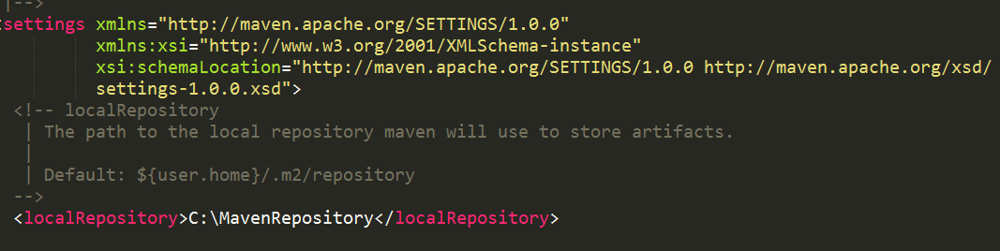 |-->
settings xmlns="http://maven.apache.org/SETTINGS/1.0.0"
xmlns:xsi="http://www.w3.org/2001/XMLSchema-instance"
xsi:schemaLocation="http://maven.apache.org/SETTINGS/1.0.0 http://maven.apache.org/xsd/
settings-1.0.0.xsd">
<!-- localRepository
| The path to the local repository maven will use to store artifacts.
|
| Default: ${user.home}/.m2/repository
-->
<localRepository>C:\MavenRepository</localRepository>